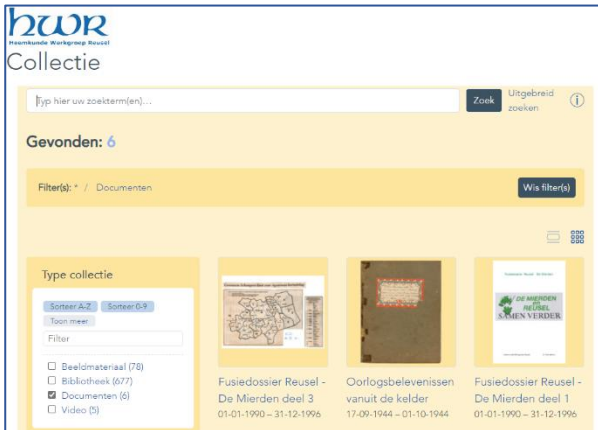 hwr
Heemkunde Werkgroep Reusel
Collectie
Typ hier uw zoekterm(en)...
Zoek
Uitgebreid
zoeken
Gevonden: 6
Filter(s): * / Documenten
Wis filter(s)
Type collectie
Sorteer A-Z Sorteer 0-9
Toon meer
Filter
Beeldmateriaal (78)
Bibliotheek (677)
Documenten (6)
Video (5)
Fusiedossier Reusel -
De Mierden deel 3
01-01-1990 – 31-12-1996
Oorlogsbelevenissen
vanuit de kelder
17-09-1944 – 01-10-1944
DE MIERDEN
EN
REUSEL
SAMEN VERDER
Fusiedossier Reusel -
De Mierden deel 1
01-01-1990 – 31-12-1996